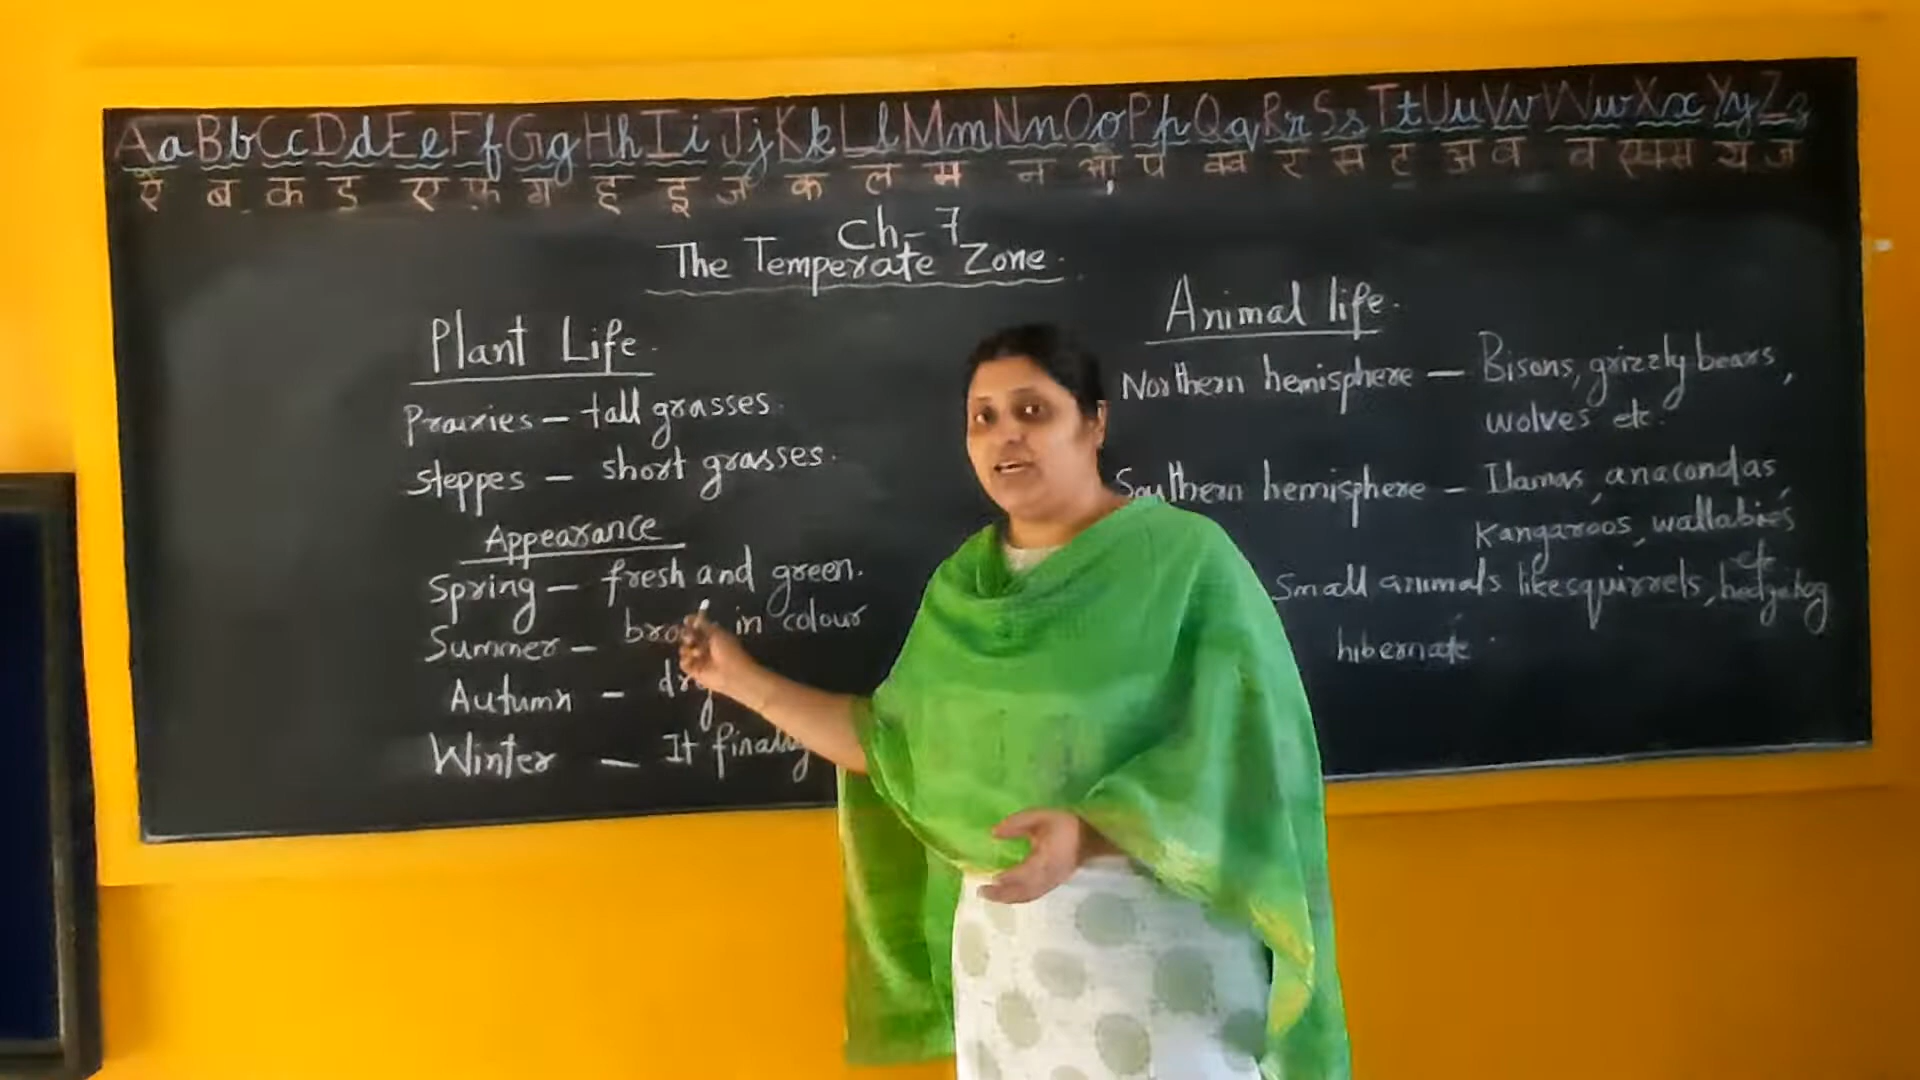 Aa Bb Cc Dd Ee Ff Gg Hh Ii Jj Kk Ll Mm Nn Oo Pp Qq Rr Ss Tt Uu Vv Ww Xx Yy Zz
ऐ ब क ड ए फ ग ह इ ज क ल म न ओ प क्व र स ट अ व व एक्स य ज
Ch-7
The Temperate Zone.
Plant Life.
Prairies - tall grasses.
Steppes - short grasses.
Appearance
Spring - fresh and green.
Summer - in colour
Autumn -
Winter - It finally
Animal life.
Northern hemisphere - Bisons, grizzly bears,
wolves etc.
Southern hemisphere - llamas, anacondas,
Kangaroos, wallabies
etc
Small animals like squirrels, hedgehog
hibernate.